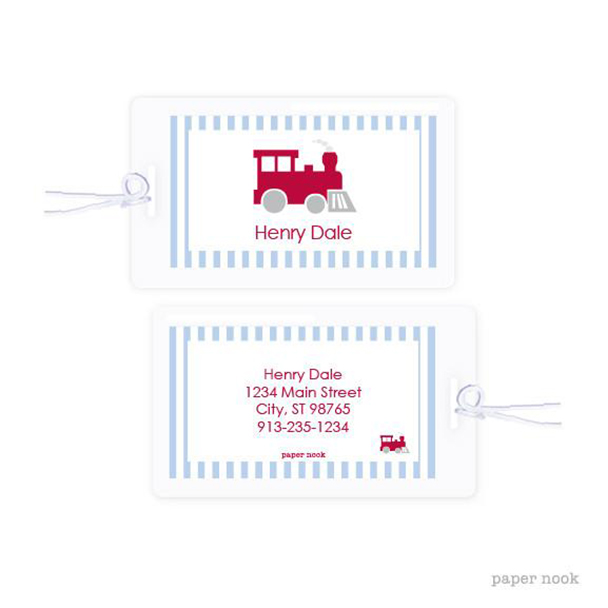 Henry Dale
Henry Dale
1234 Main Street
City, ST 98765
913-235-1234
paper nook
paper nook